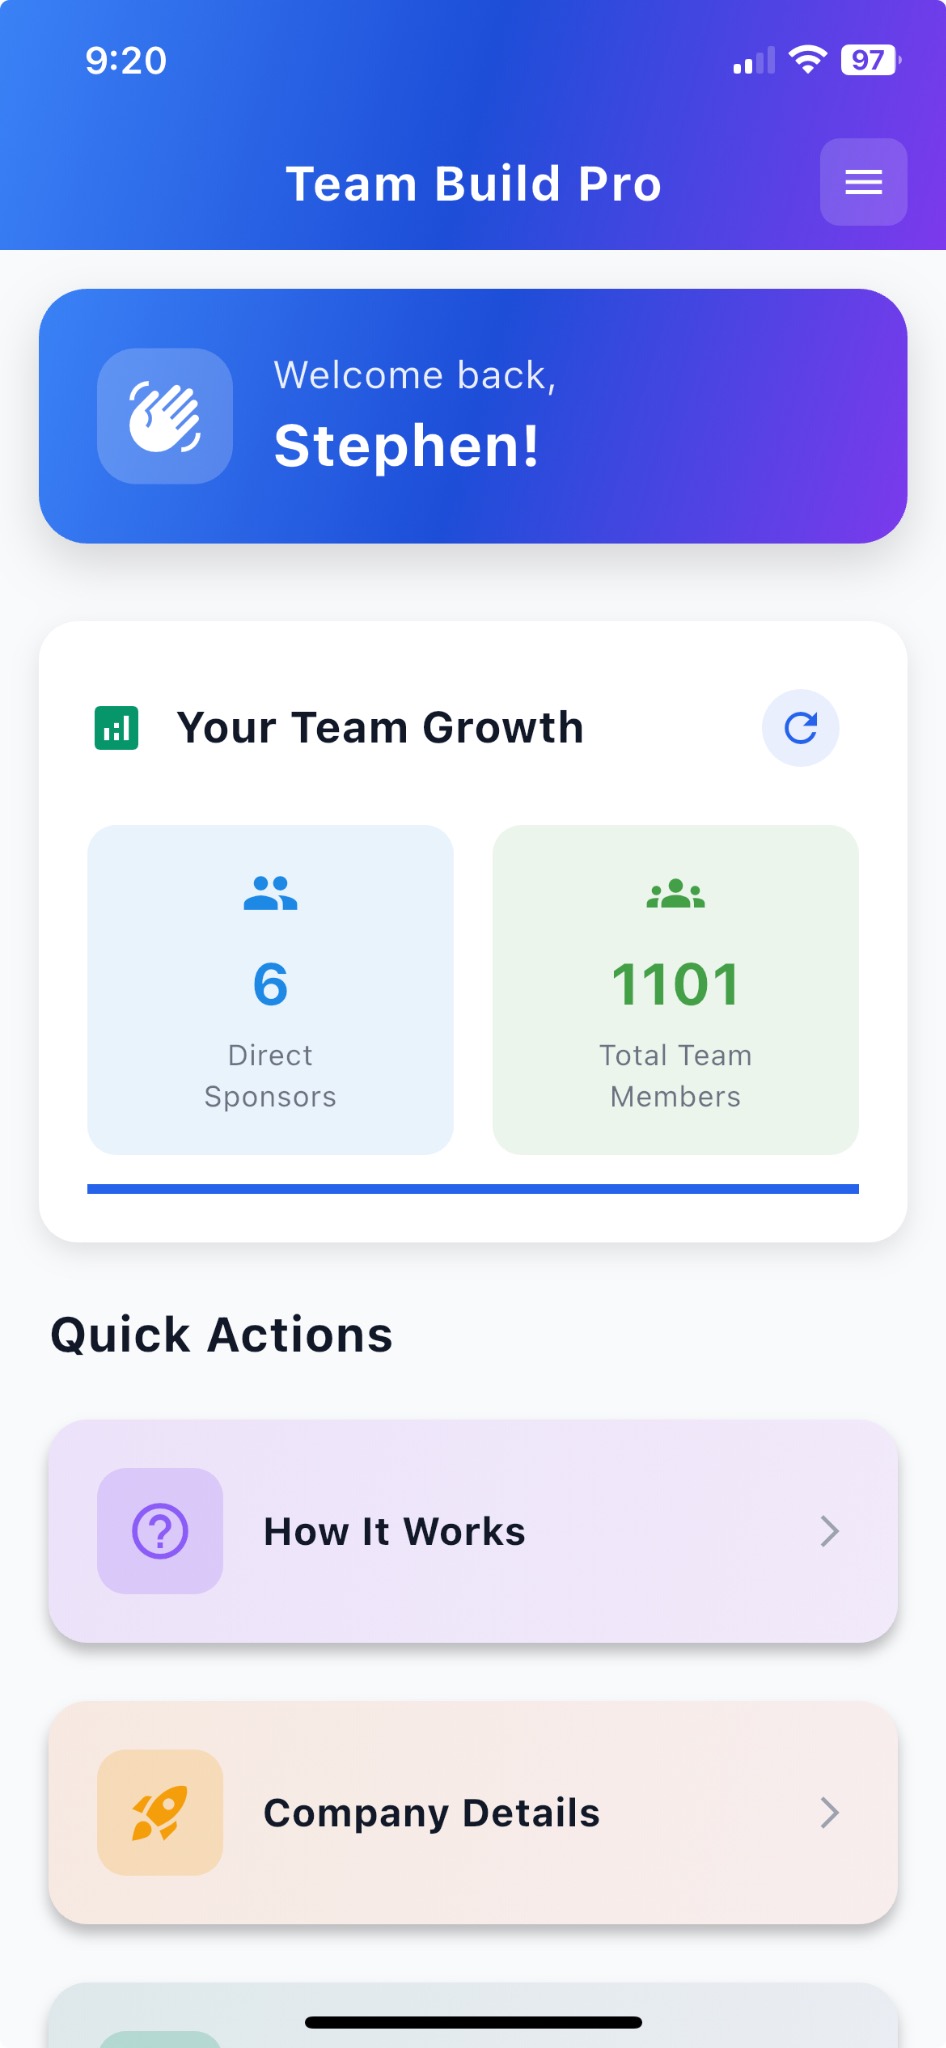 9:20
97
Team Build Pro
Welcome back,
Stephen!
Your Team Growth
6
Direct
Sponsors
1101
Total Team
Members
Quick Actions
How It Works
Company Details